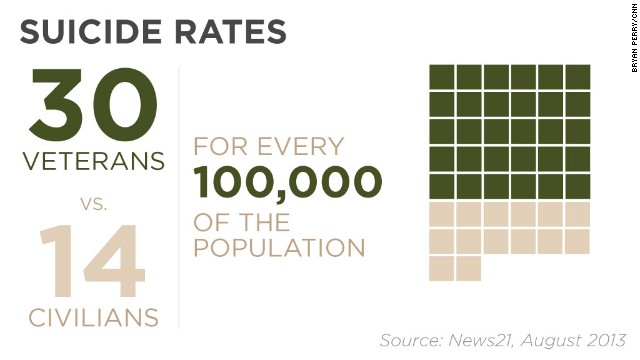 SUICIDE RATES
30
VETERANS
VS.
14
CIVILIANS
FOR EVERY
100,000
OF THE
POPULATION
BRYAN PERRY/CNN
Source: News21, August 2013